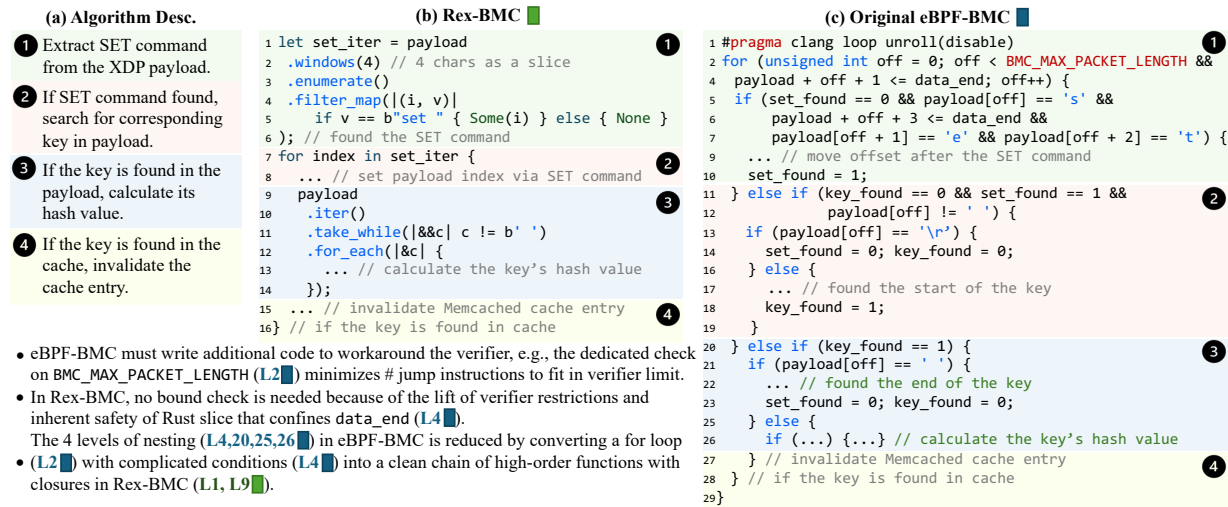 (a) Algorithm Desc.
1 Extract SET command
from the XDP payload.
2 If SET command found,
search for corresponding
key in payload.
3 If the key is found in the
payload, calculate its
hash value.
4 If the key is found in the
cache, invalidate the
cache entry.
(b) Rex-BMC
1 let set_iter = payload
1
2 .windows(4) // 4 chars as a slice
3 .enumerate()
4 .filter_map(|(i, v)|
5 if v == b"set " { Some(i) } else { None }
6 ); // found the SET command
7 for index in set_iter {
2
8 ... // set payload index via SET command
9 payload
3
10 .iter()
11 .take_while(|&&c| c != b' ')
12 .for_each(|&c| {
13 ... // calculate the key's hash value
14 });
15 ... // invalidate Memcached cache entry
4
16} // if the key is found in cache
(c) Original eBPF-BMC
1 #pragma clang loop unroll(disable)
1
2 for (unsigned int off = 0; off < BMC_MAX_PACKET_LENGTH &&
4 payload + off + 1 <= data_end; off++) {
5 if (set_found == 0 && payload[off] == 's' &&
6 payload + off + 3 <= data_end &&
7 payload[off + 1] == 'e' && payload[off + 2] == 't') {
9 ... // move offset after the SET command
10 set_found = 1;
11 } else if (key_found == 0 && set_found == 1 &&
2
12 payload[off] != ' ') {
13 if (payload[off] == '\r’) {
14 set_found = 0; key_found = 0;
16 } else {
17 ... // found the start of the key
18 key_found = 1;
19 }
20 } else if (key_found == 1) {
3
21 if (payload[off] == ' ') {
22 ... // found the end of the key
23 set_found = 0; key_found = 0;
25 } else {
26 if (...) {...} // calculate the key's hash value
27 } // invalidate Memcached cache entry
4
28 } // if the key is found in cache
29}
• eBPF-BMC must write additional code to workaround the verifier, e.g., the dedicated check
on BMC_MAX_PACKET_LENGTH (L2) minimizes # jump instructions to fit in verifier limit.
• In Rex-BMC, no bound check is needed because of the lift of verifier restrictions and
inherent safety of Rust slice that confines data_end (L4).
The 4 levels of nesting (L4,20,25,26) in eBPF-BMC is reduced by converting a for loop
• (L2) with complicated conditions (L4) into a clean chain of high-order functions with
closures in Rex-BMC (L1, L9).